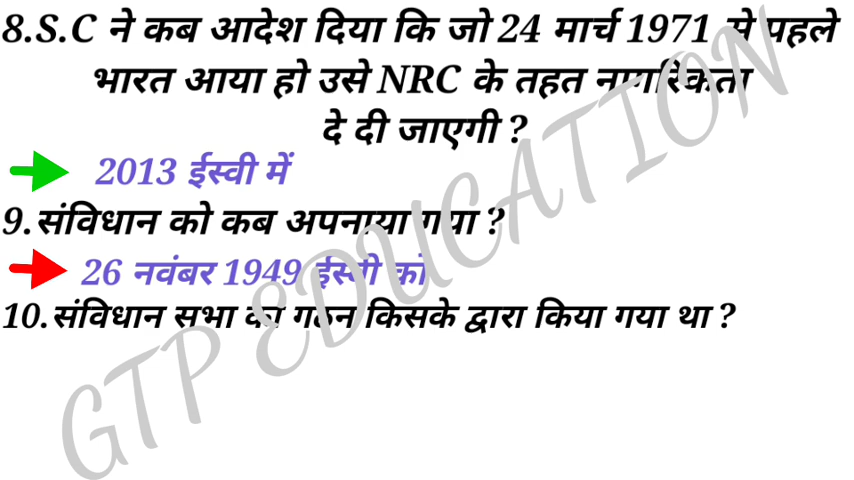 8.S.C ने कब आदेश दिया कि जो 24 मार्च 1971 से पहले
भारत आया हो उसे NRC के तहत नागरिकता
दे दी जाएगी ?
2013 ईस्वी में
9.संविधान को कब अपनाया गया ?
26 नवंबर 1949 ईस्वी को
10.संविधान सभा का गठन किसके द्वारा किया गया था ?
GTP EDUCATION